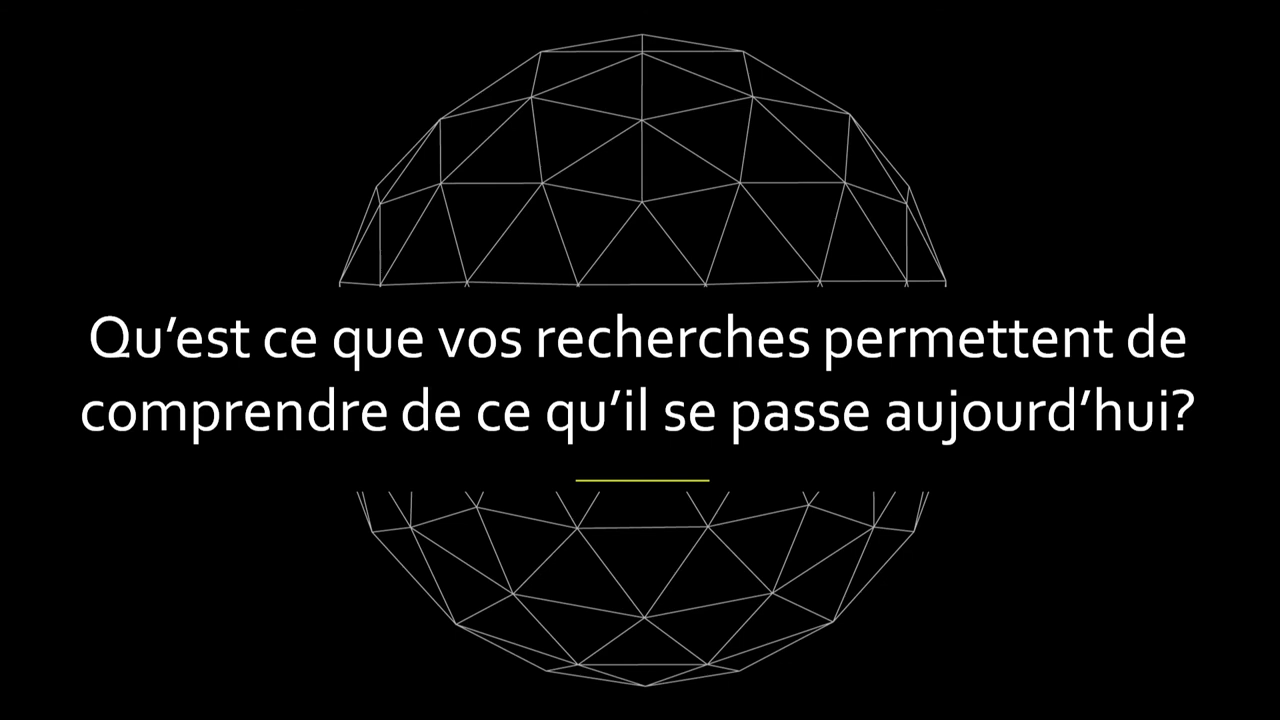 Qu’est ce que vos recherches permettent de
comprendre de ce qu’il se passe aujourd’hui?